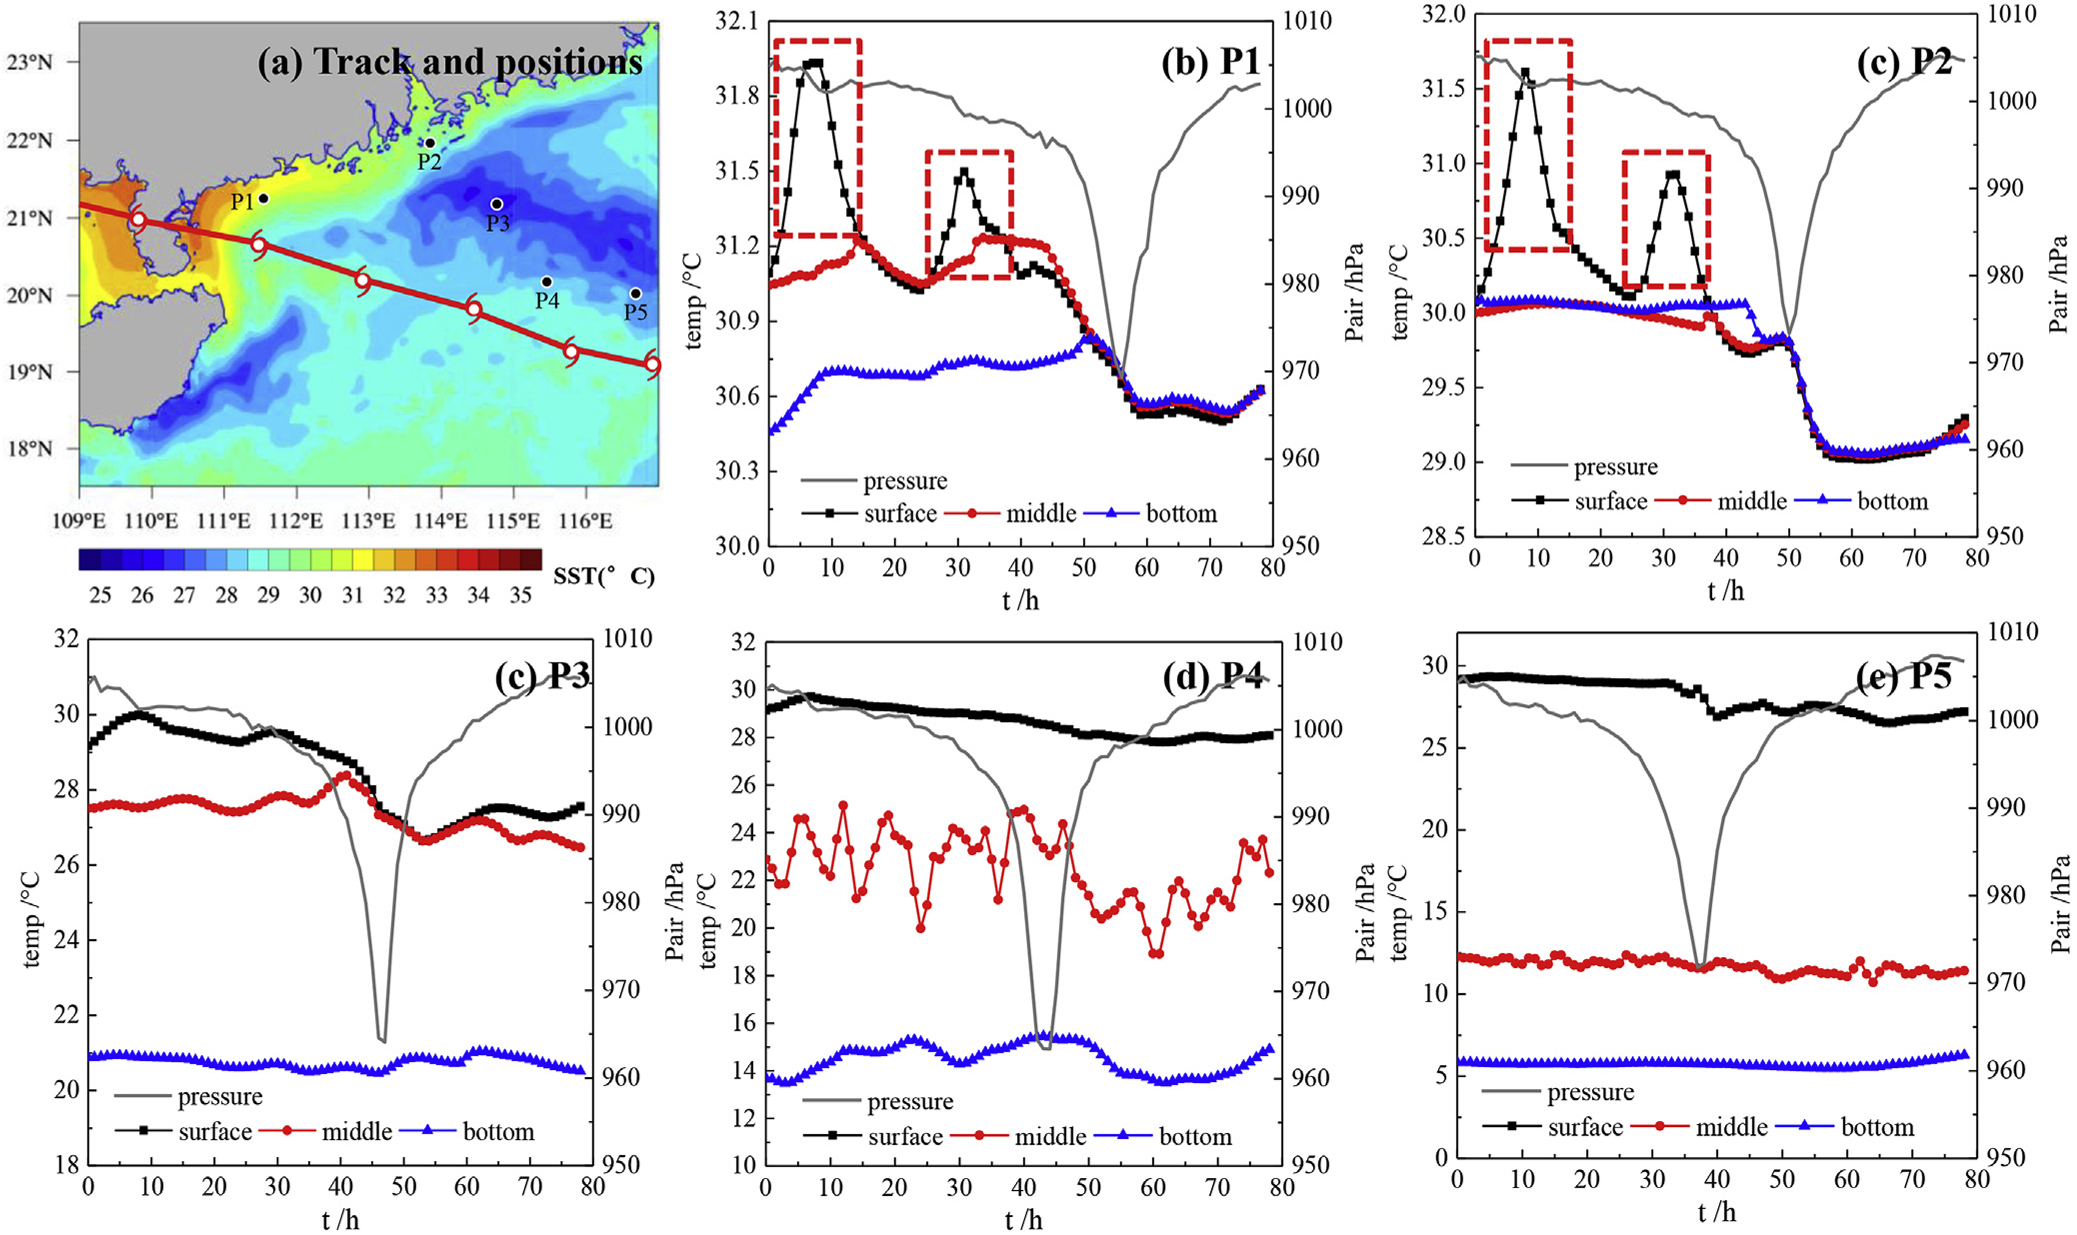 (a) Track and positions
23°N
22°N
21°N
20°N
19°N
18°N
P1
P2
P3
P4
P5
109°E 110°E 111°E 112°E 113°E 114°E 115°E 116°E
25 26 27 28 29 30 31 32 33 34 35
SST(° C)
(b) P1
32.1
31.8
31.5
31.2
30.9
30.6
30.3
30.0
temp /°C
1010
1000
990
980
970
960
950
Pair /hPa
pressure
surface middle bottom
0 10 20 30 40 50 60 70 80
t /h
(c) P2
32.0
31.5
31.0
30.5
30.0
29.5
29.0
28.5
temp /°C
1010
1000
990
980
970
960
950
Pair /hPa
pressure
surface middle bottom
0 10 20 30 40 50 60 70 80
t /h
(c) P3
32
30
28
26
24
22
20
18
temp /°C
1010
1000
990
980
970
960
950
Pair /hPa
pressure
surface middle bottom
0 10 20 30 40 50 60 70 80
t /h
(d) P4
32
30
28
26
24
22
20
18
16
14
12
10
temp /°C
1010
1000
990
980
970
960
950
Pair /hPa
pressure
surface middle bottom
0 10 20 30 40 50 60 70 80
t /h
(e) P5
30
25
20
15
10
5
0
temp /°C
1010
1000
990
980
970
960
950
Pair /hPa
pressure
surface middle bottom
0 10 20 30 40 50 60 70 80
t /h